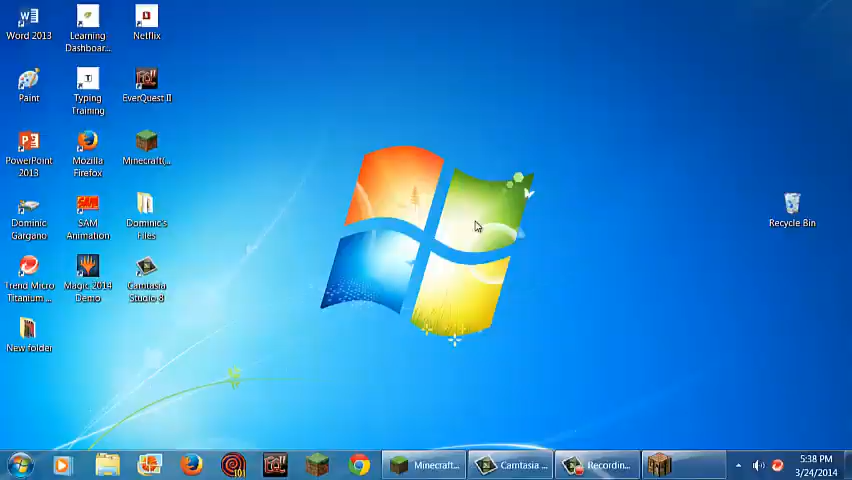 Word 2013
Learning Dashboar...
Netflix
Paint
Typing Training
EverQuest II
PowerPoint 2013
Mozilla Firefox
Minecraft(...
Dominic Gargano
SAM Animation
Dominic's Files
Recycle Bin
Trend Micro Titanium ...
Magic 2014 Demo
Camtasia Studio 8
New folder
Minecraft...
Camtasia ...
Recordin...
5:38 PM
3/24/2014